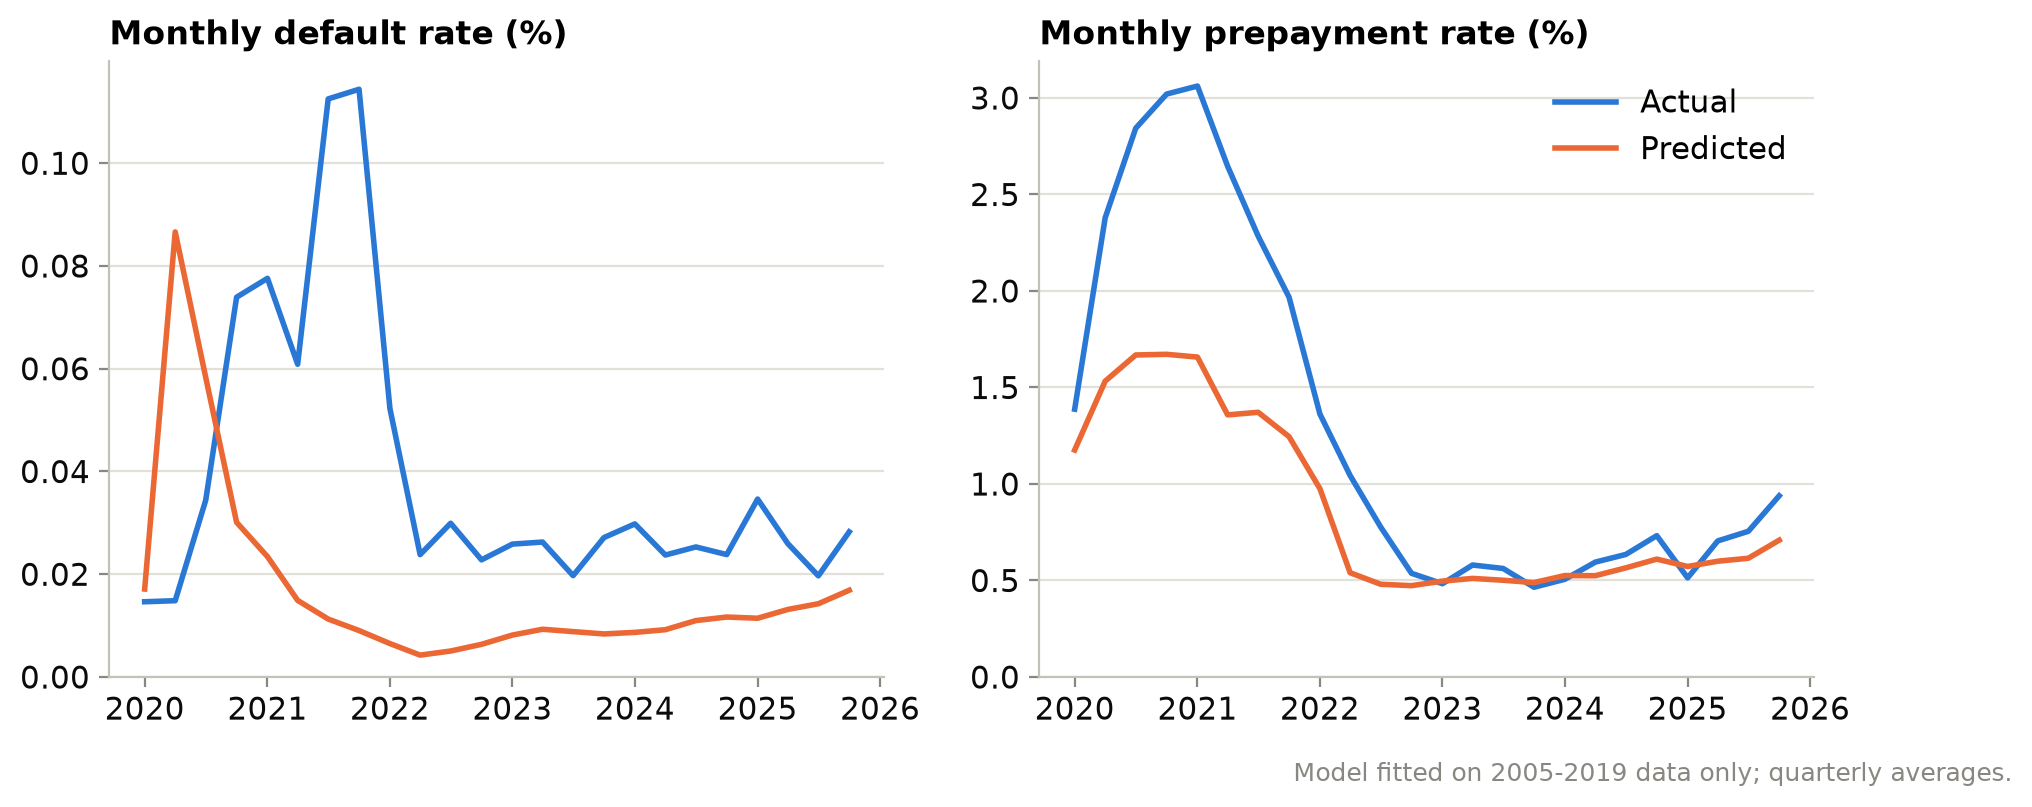 Monthly default rate (%)
0.10
0.08
0.06
0.04
0.02
0.00
2020 2021 2022 2023 2024 2025 2026
Monthly prepayment rate (%)
Actual
Predicted
3.0
2.5
2.0
1.5
1.0
0.5
0.0
2020 2021 2022 2023 2024 2025 2026
Model fitted on 2005-2019 data only; quarterly averages.